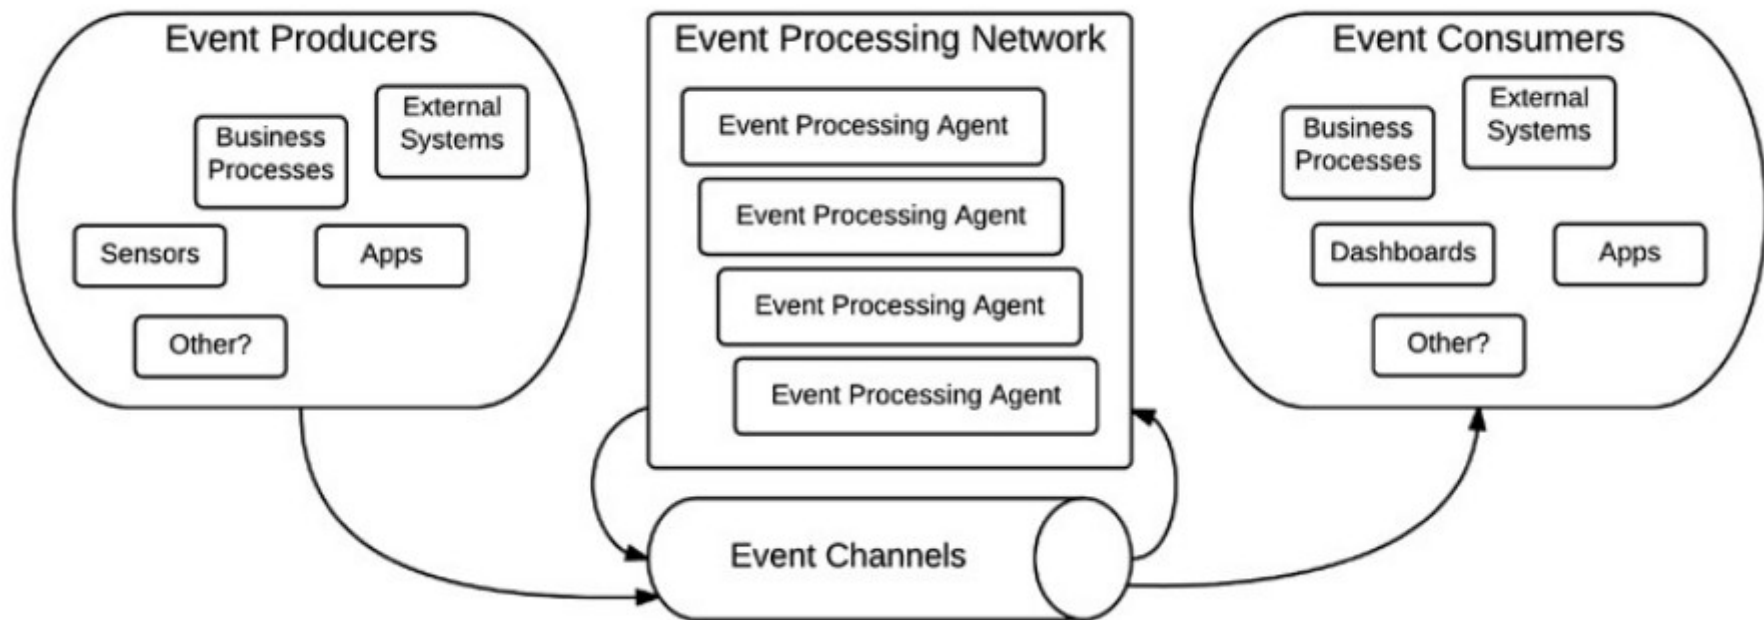 Event Producers
External
Systems
Business
Processes
Sensors
Apps
Other?
Event Processing Network
Event Processing Agent
Event Processing Agent
Event Processing Agent
Event Processing Agent
Event Channels
Event Consumers
External
Systems
Business
Processes
Dashboards
Apps
Other?